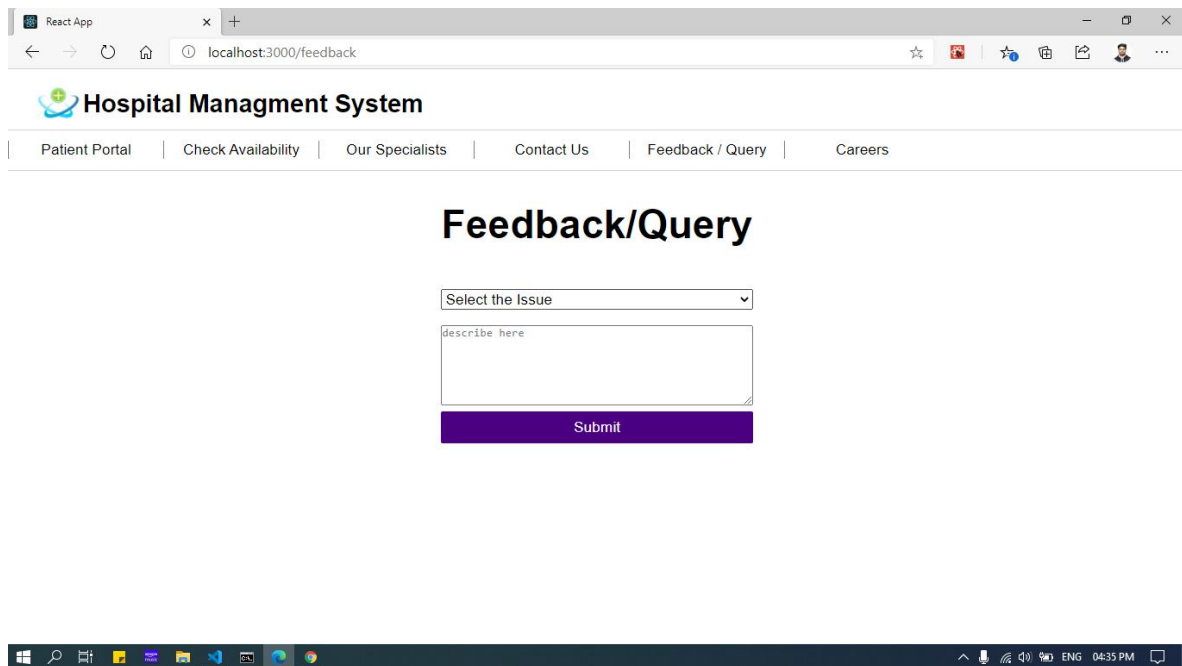 React App
localhost:3000/feedback
Hospital Managment System
Patient Portal Check Availability Our Specialists Contact Us Feedback / Query Careers
Feedback/Query
Select the Issue
describe here
Submit
ENG 04:35 PM